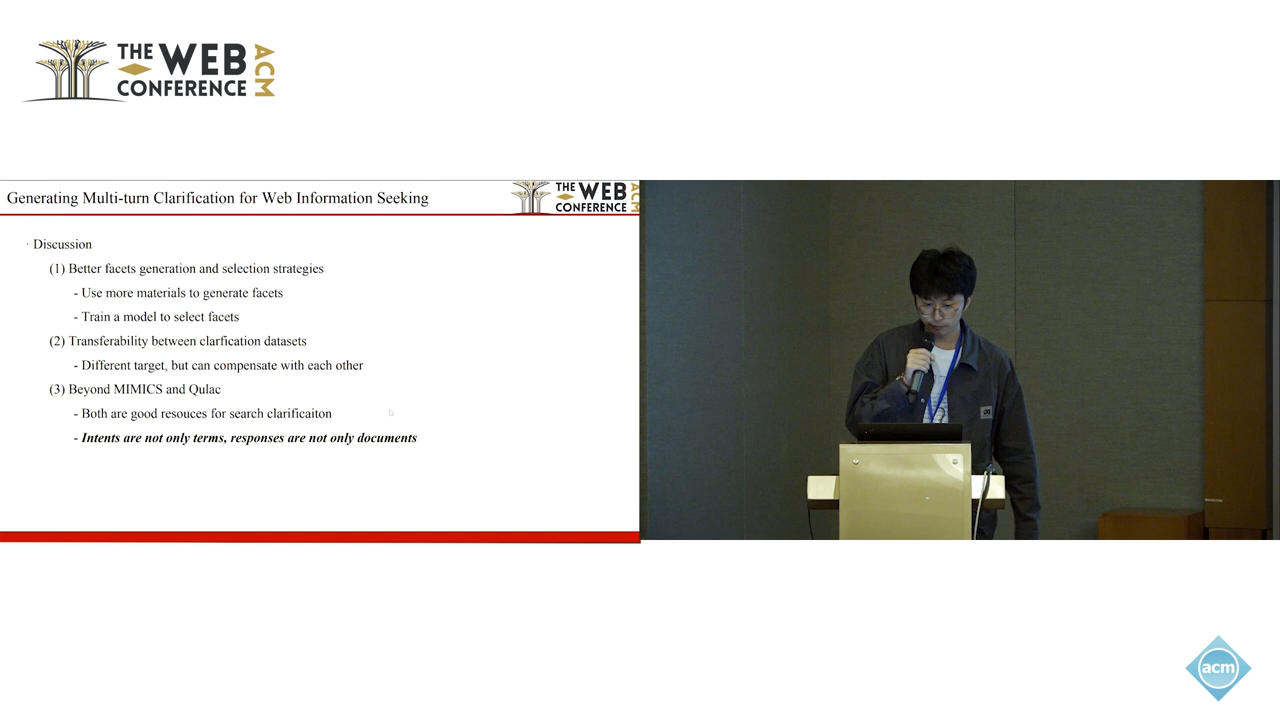 THE WEB CONFERENCE ACM
Generating Multi-turn Clarification for Web Information Seeking
THE WEB CONFERENCE ACM
· Discussion
(1) Better facets generation and selection strategies
- Use more materials to generate facets
- Train a model to select facets
(2) Transferability between clarfication datasets
- Different target, but can compensate with each other
(3) Beyond MIMICS and Qulac
- Both are good resouces for search clarificaiton
- Intents are not only terms, responses are not only documents
acm